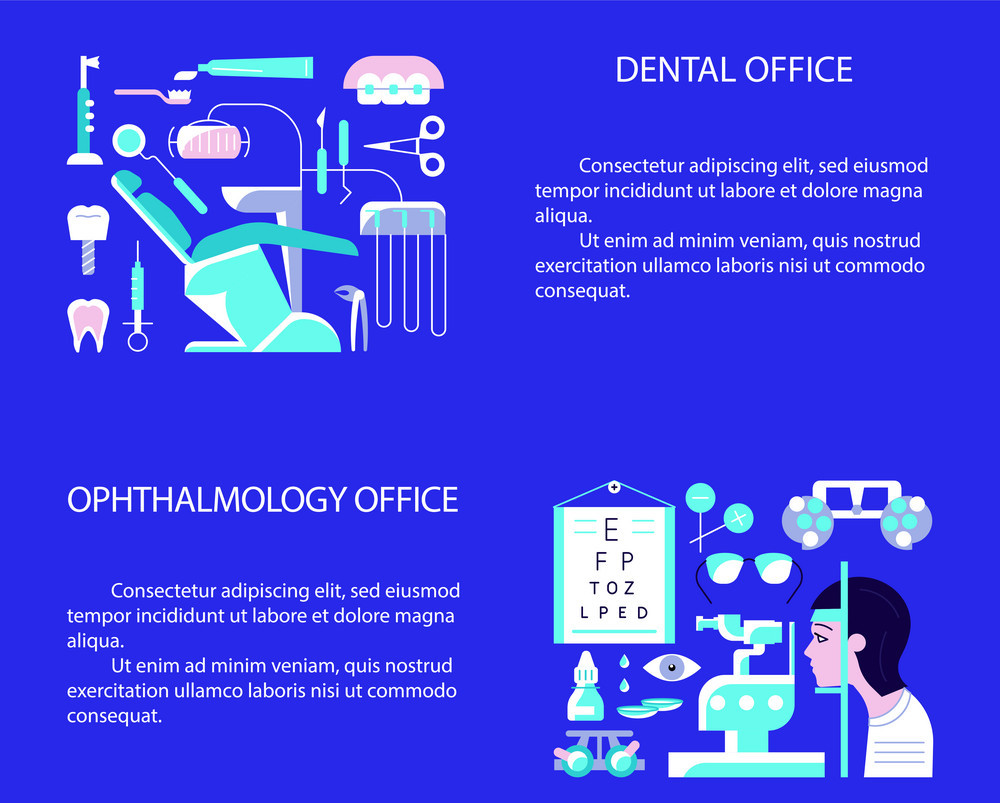 DENTAL OFFICE
Consectetur adipiscing elit, sed eiusmod
tempor incididunt ut labore et dolore magna
aliqua.
Ut enim ad minim veniam, quis nostrud
exercitation ullamco laboris nisi ut commodo
consequat.
OPHTHALMOLOGY OFFICE
Consectetur adipiscing elit, sed eiusmod
tempor incididunt ut labore et dolore magna
aliqua.
Ut enim ad minim veniam, quis nostrud
exercitation ullamco laboris nisi ut commodo
consequat.
E
F P
T O Z
L P E D